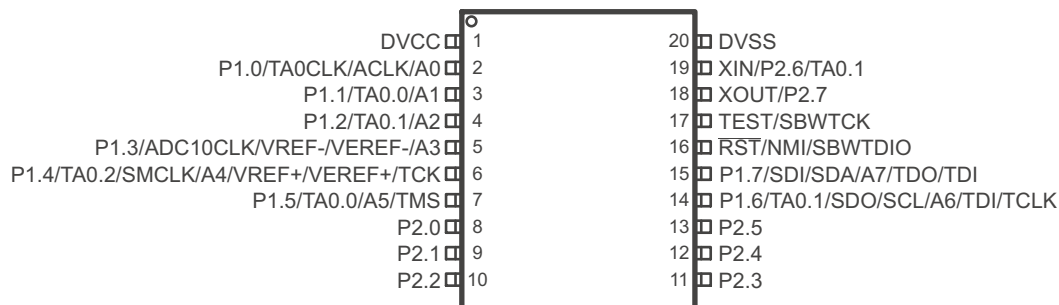 DVCC 1 20 DVSS
P1.0/TA0CLK/ACLK/A0 2 19 XIN/P2.6/TA0.1
P1.1/TA0.0/A1 3 18 XOUT/P2.7
P1.2/TA0.1/A2 4 17 TEST/SBWTCK
P1.3/ADC10CLK/VREF-/VEREF-/A3 5 16 RST/NMI/SBWTDIO
P1.4/TA0.2/SMCLK/A4/VREF+/VEREF+/TCK 6 15 P1.7/SDI/SDA/A7/TDO/TDI
P1.5/TA0.0/A5/TMS 7 14 P1.6/TA0.1/SDO/SCL/A6/TDI/TCLK
P2.0 8 13 P2.5
P2.1 9 12 P2.4
P2.2 10 11 P2.3